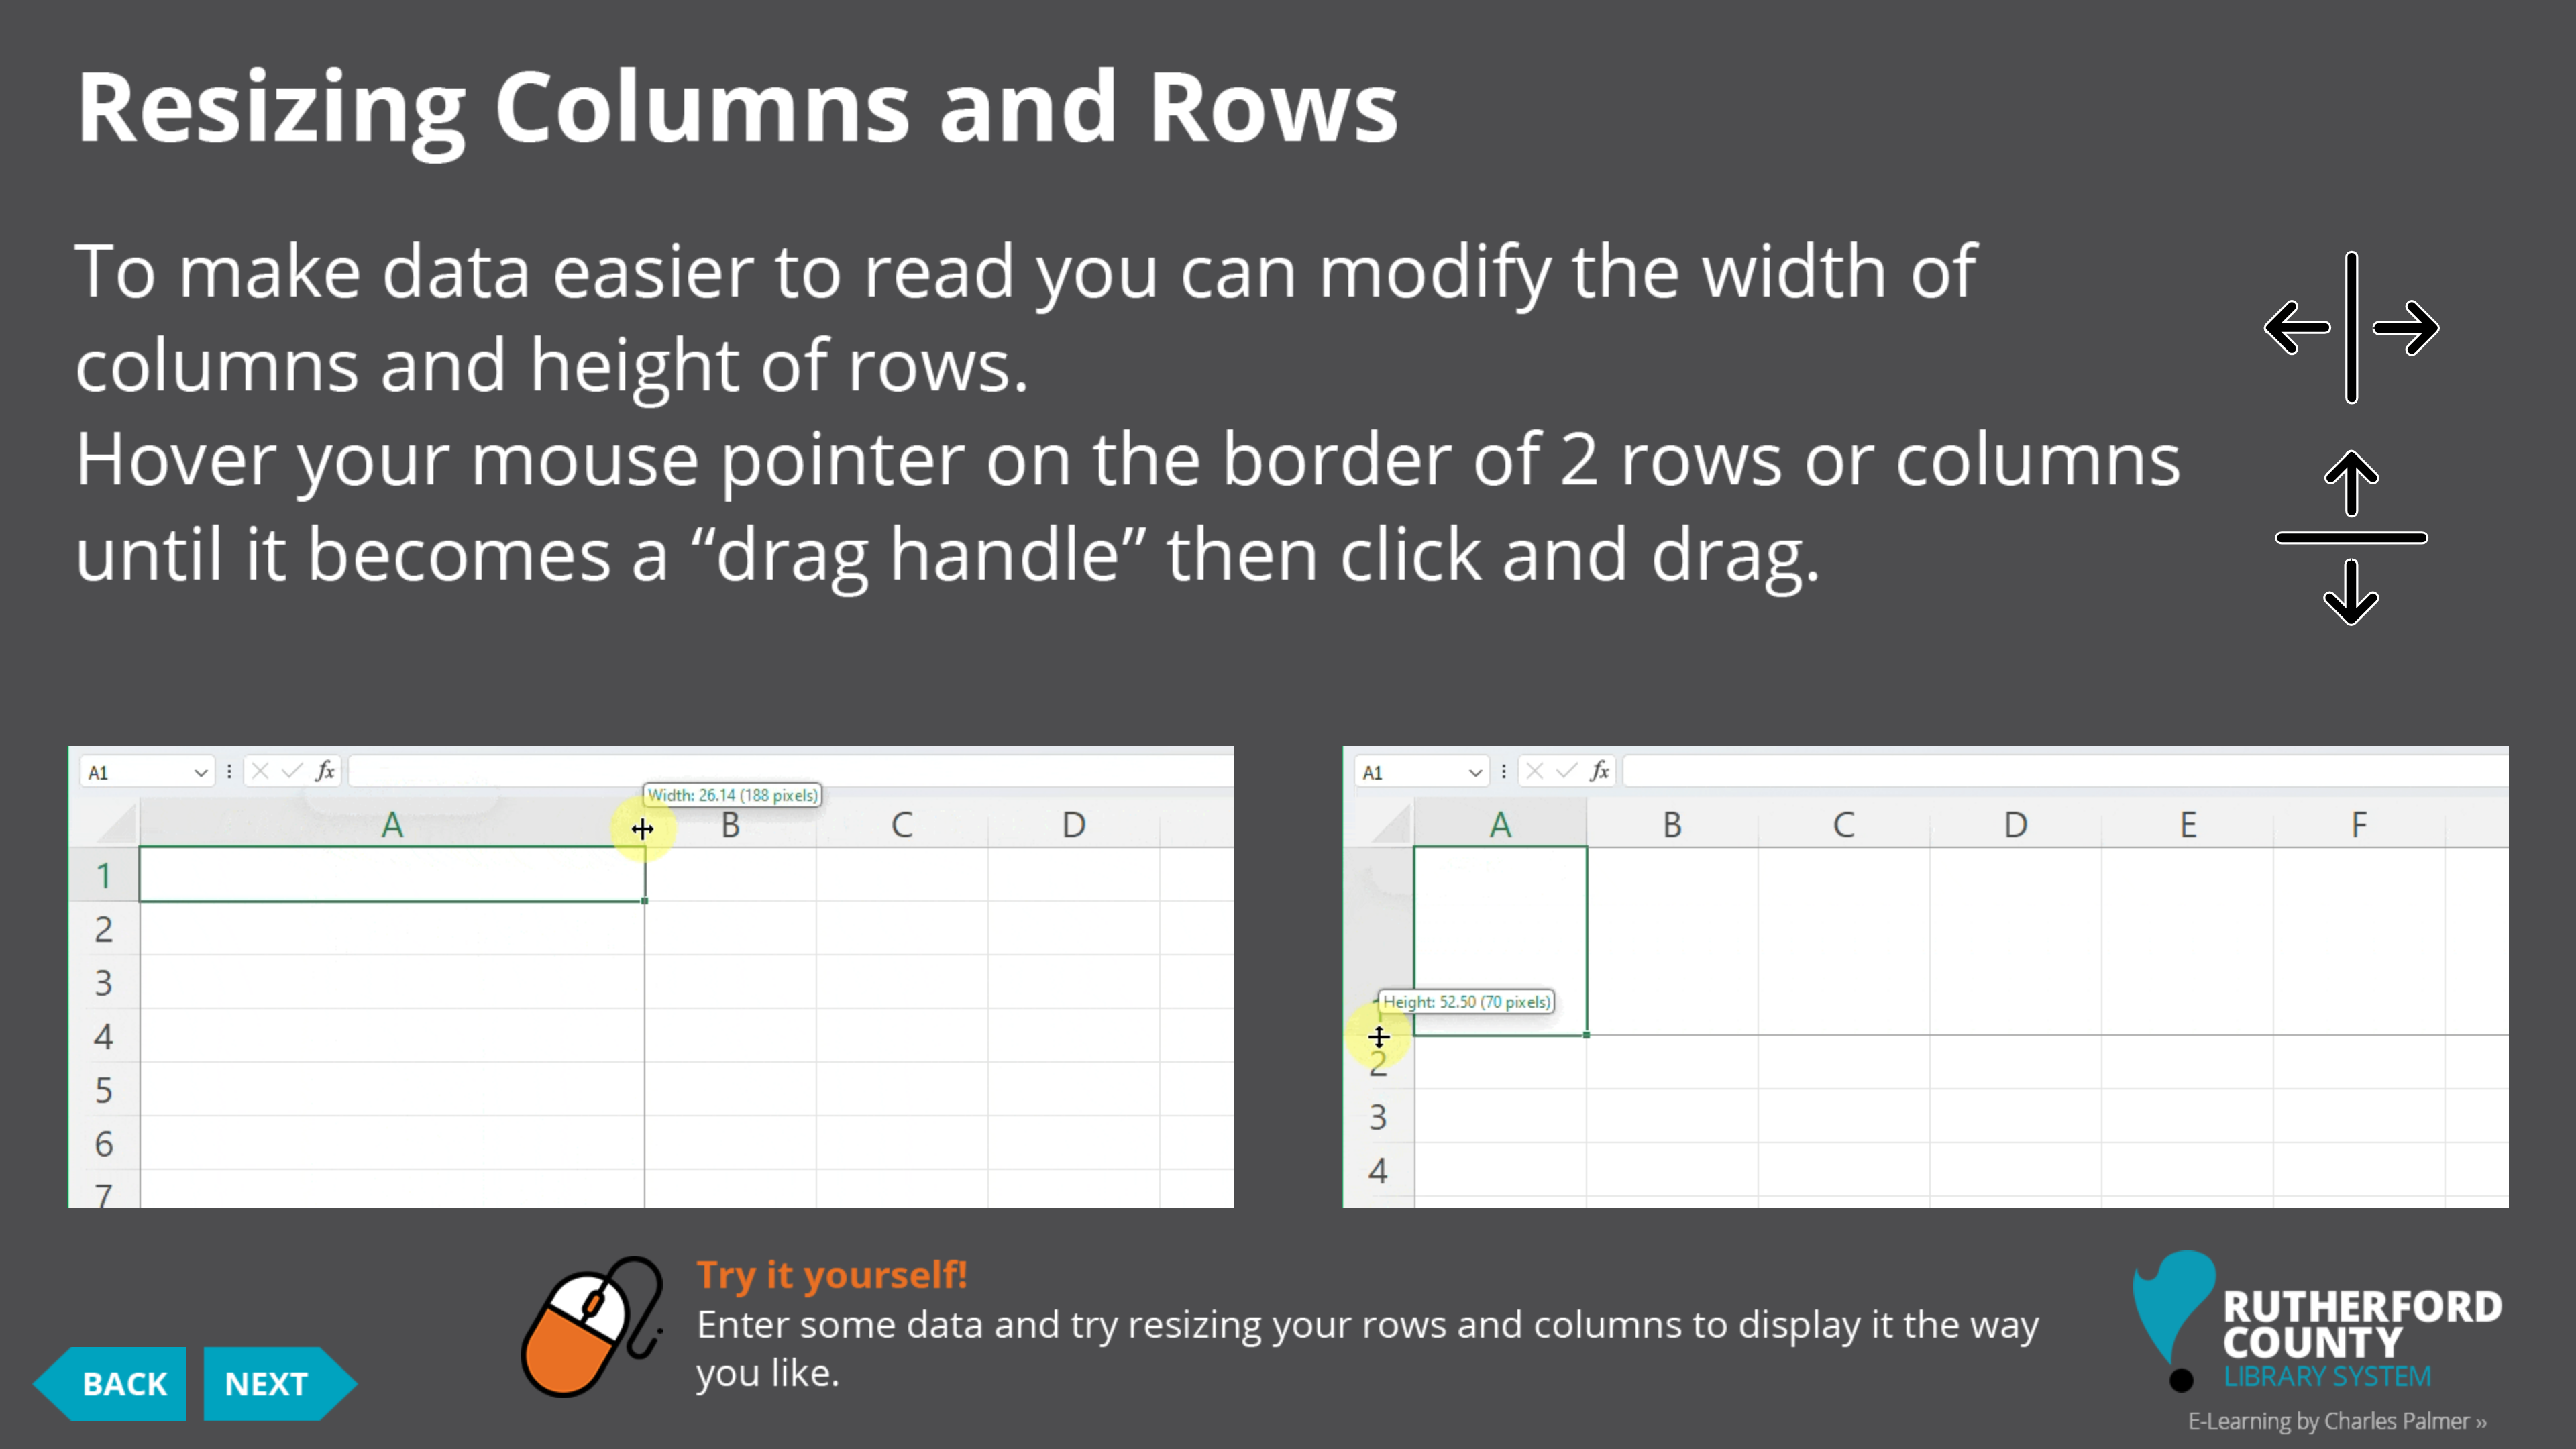 Resizing Columns and Rows
To make data easier to read you can modify the width of
columns and height of rows.
Hover your mouse pointer on the border of 2 rows or columns
until it becomes a “drag handle” then click and drag.
A1 fx
Width: 26.14 (188 pixels)
A B C D
1
2
3
4
5
6
7
A1 fx
A B C D E F
Height: 52.50 (70 pixels)
1
2
3
4
Try it yourself!
Enter some data and try resizing your rows and columns to display it the way
you like.
BACK NEXT
RUTHERFORD
COUNTY
LIBRARY SYSTEM
E-Learning by Charles Palmer »